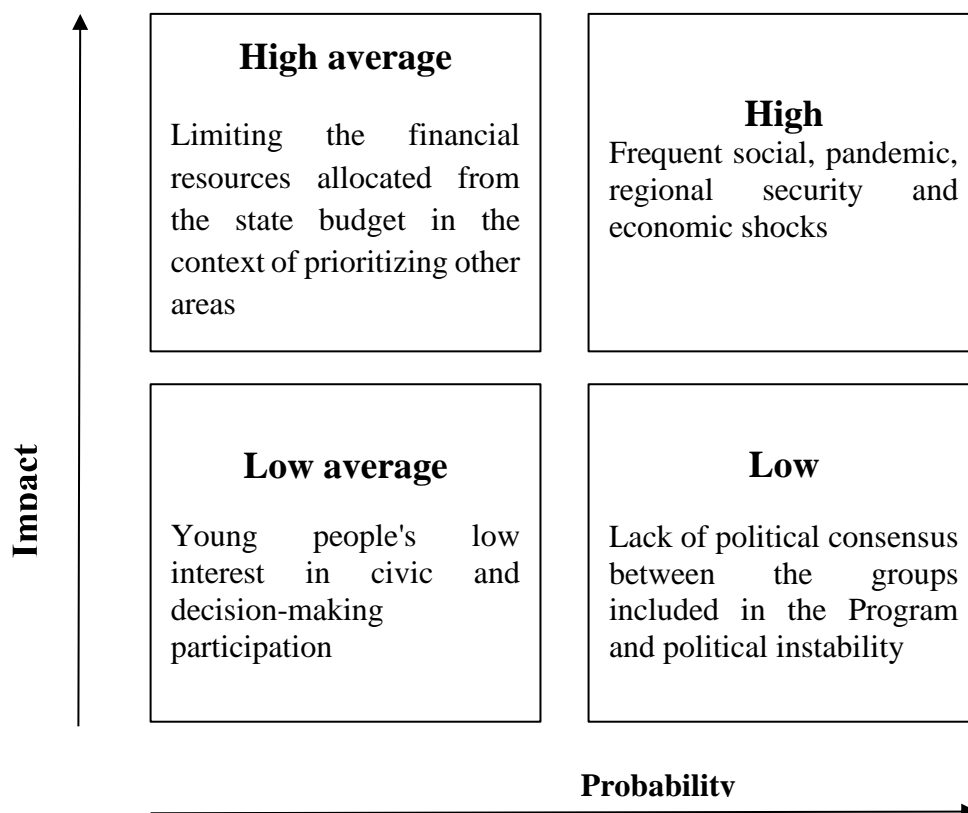 High average
Limiting the financial
resources allocated from
the state budget in the
context of prioritizing other
areas
High
Frequent social, pandemic,
regional security and
economic shocks
Impact
Low average
Young people's low
interest in civic and
decision-making
participation
Low
Lack of political consensus
between the groups
included in the Program
and political instability
Probability